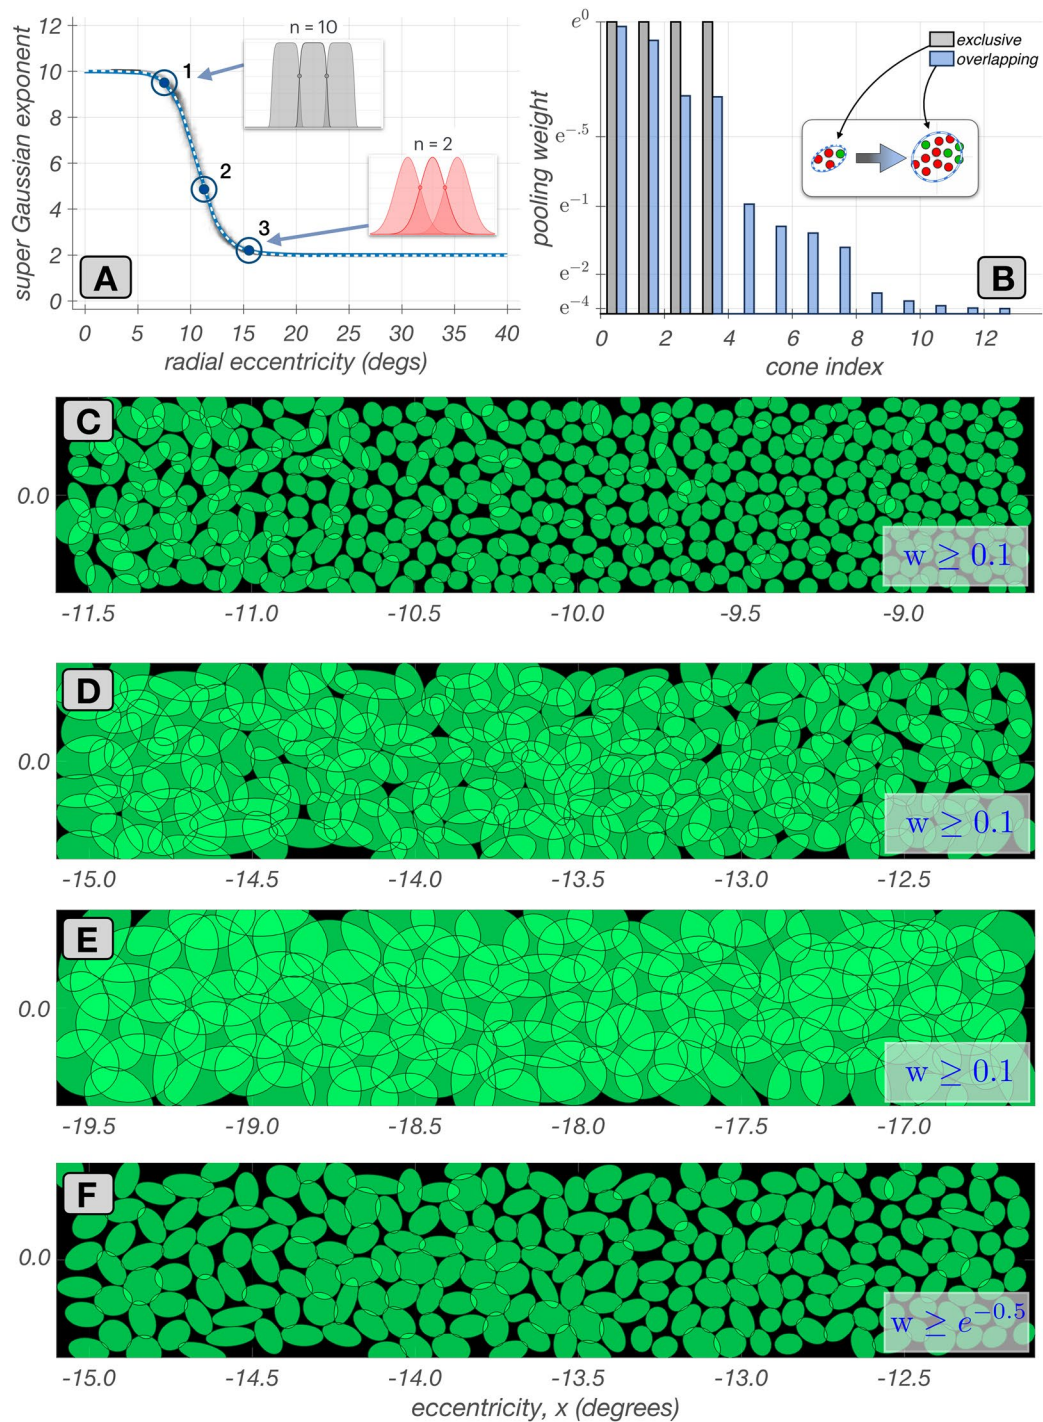 super Gaussian exponent
12
10
8
6
4
2
0
0 5 10 15 20 25 30 35 40
radial eccentricity (degs)
1
2
3
n = 10
n = 2
A
pooling weight
e⁰
e⁻·⁵
e⁻¹
e⁻²
e⁻⁴
0 2 4 6 8 10 12
cone index
exclusive
overlapping
B
C
0.0
w ≥ 0.1
-11.5 -11.0 -10.5 -10.0 -9.5 -9.0
D
0.0
w ≥ 0.1
-15.0 -14.5 -14.0 -13.5 -13.0 -12.5
E
0.0
w ≥ 0.1
-19.5 -19.0 -18.5 -18.0 -17.5 -17.0
F
0.0
w ≥ e⁻⁰·⁵
-15.0 -14.5 -14.0 -13.5 -13.0 -12.5
eccentricity, x (degrees)